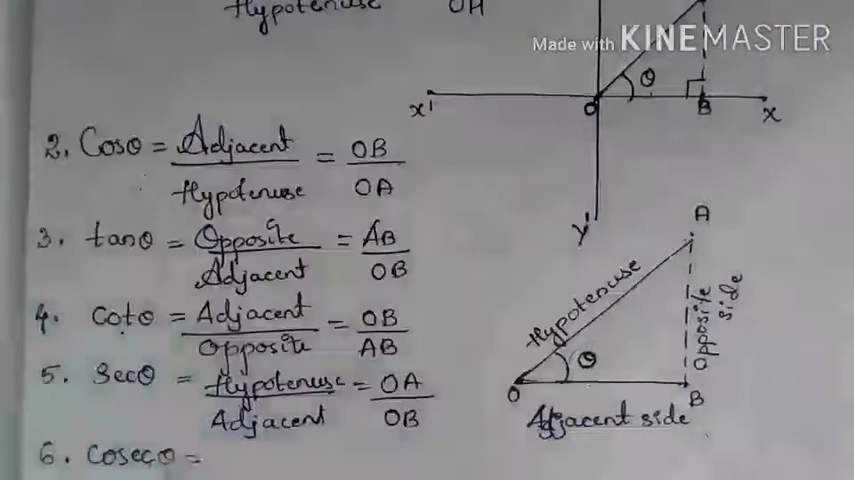 Hypotenuse OA
Made with KINEMASTER
θ
x' O B x
y'
2. Cosθ = Adjacent / Hypotenuse = OB / OA
3. tanθ = Opposite / Adjacent = AB / OB
4. cotθ = Adjacent / Opposite = OB / AB
5. Secθ = Hypotenuse / Adjacent = OA / OB
6. Cosecθ =
A
Hypotenuse
Opposite side
θ
O B
Adjacent side